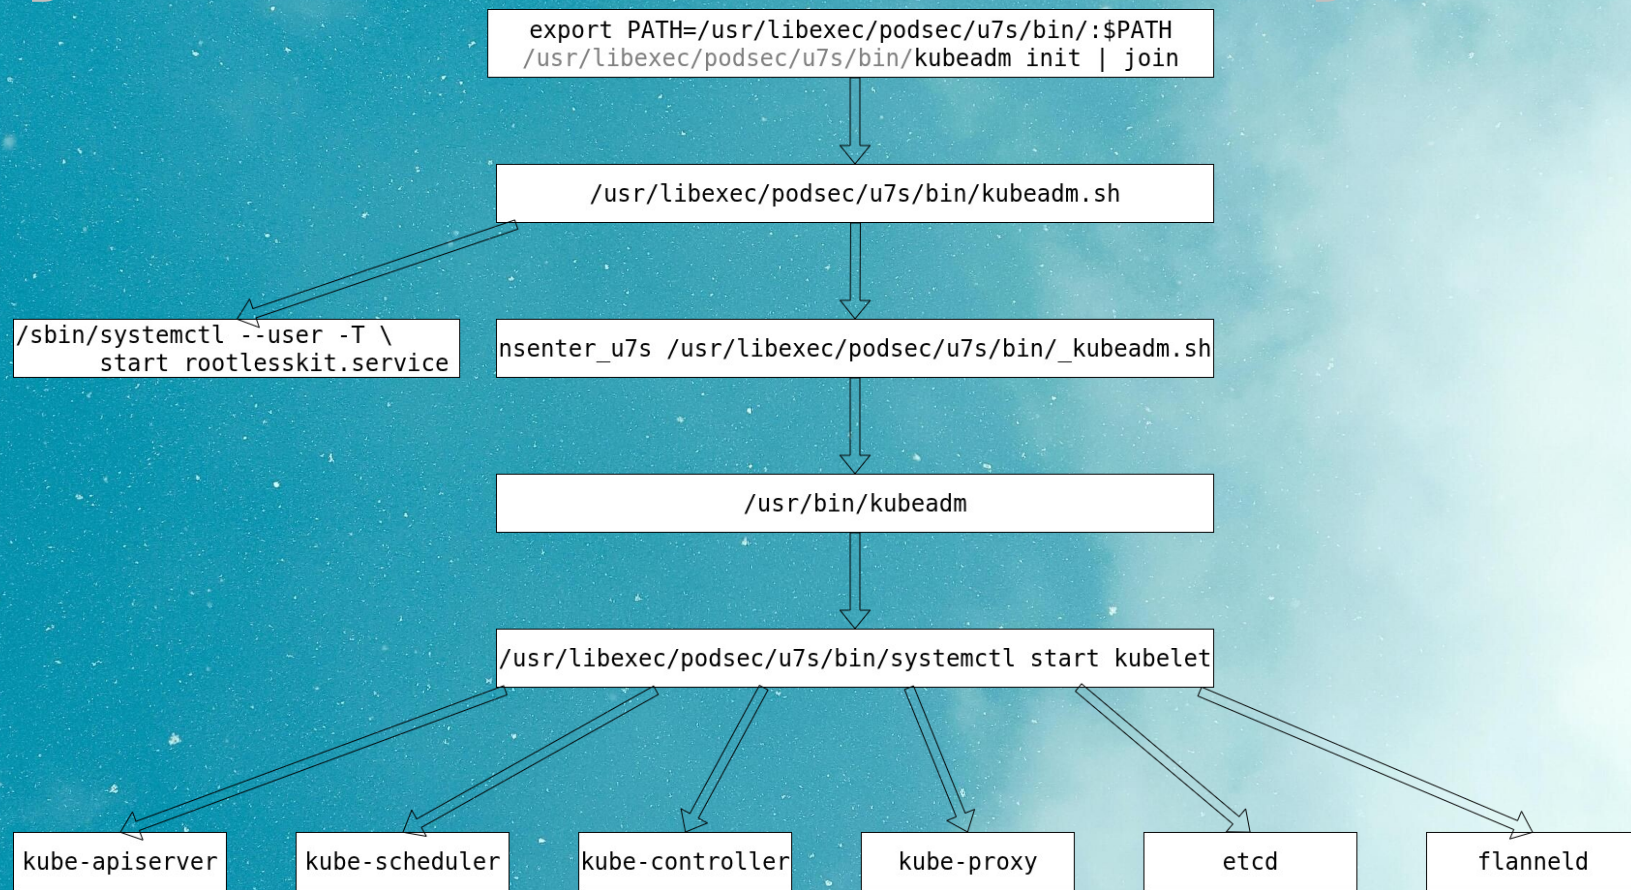 export PATH=/usr/libexec/podsec/u7s/bin/:$PATH
/usr/libexec/podsec/u7s/bin/kubeadm init | join
/usr/libexec/podsec/u7s/bin/kubeadm.sh
/sbin/systemctl --user -T \
start rootlesskit.service
nsenter_u7s /usr/libexec/podsec/u7s/bin/_kubeadm.sh
/usr/bin/kubeadm
/usr/libexec/podsec/u7s/bin/systemctl start kubelet
kube-apiserver
kube-scheduler
kube-controller
kube-proxy
etcd
flanneld